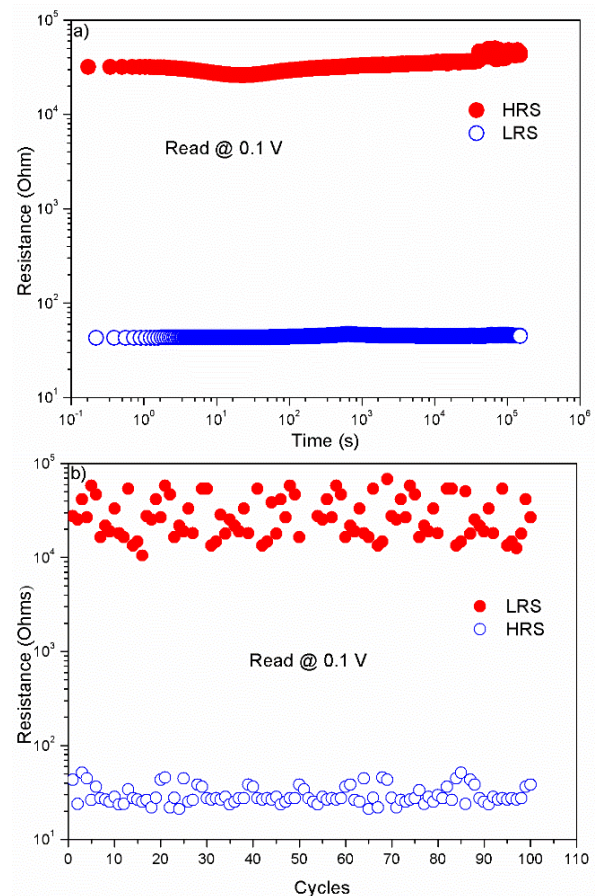 a)
10^5
10^4
10^3
10^2
10^1
Resistance (Ohm)
HRS
LRS
Read @ 0.1 V
10^-1 10^0 10^1 10^2 10^3 10^4 10^5 10^6
Time (s)
b)
10^5
10^4
10^3
10^2
10^1
Resistance (Ohms)
LRS
HRS
Read @ 0.1 V
0 10 20 30 40 50 60 70 80 90 100 110
Cycles